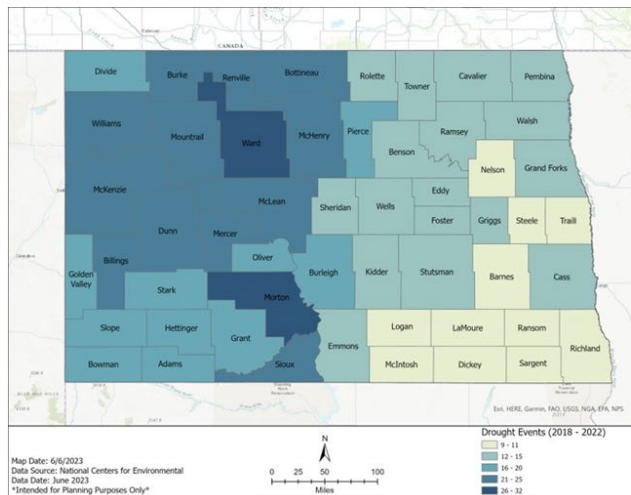 CANADA
Divide
Burke
Renville
Bottineau
Rolette
Towner
Cavalier
Pembina
Williams
Mountrail
Ward
McHenry
Pierce
Benson
Ramsey
Walsh
Nelson
Grand Forks
McKenzie
McLean
Sheridan
Wells
Eddy
Foster
Griggs
Steele
Traill
Dunn
Mercer
Billings
Golden
Valley
Oliver
Burleigh
Kidder
Stutsman
Barnes
Cass
Stark
Morton
Slope
Hettinger
Grant
Emmons
Logan
LaMoure
Ransom
Richland
Bowman
Adams
Sioux
McIntosh
Dickey
Sargent
Esri, HERE, Garmin, FAO, USGS, NGA, EPA, NPS
Map Date: 6/6/2023
Data Source: National Centers for Environmental
Data Date: June 2023
*Intended for Planning Purposes Only*
N
0 25 50 100
Miles
Drought Events (2018 - 2022)
9 - 11
12 - 15
16 - 20
21 - 25
26 - 32